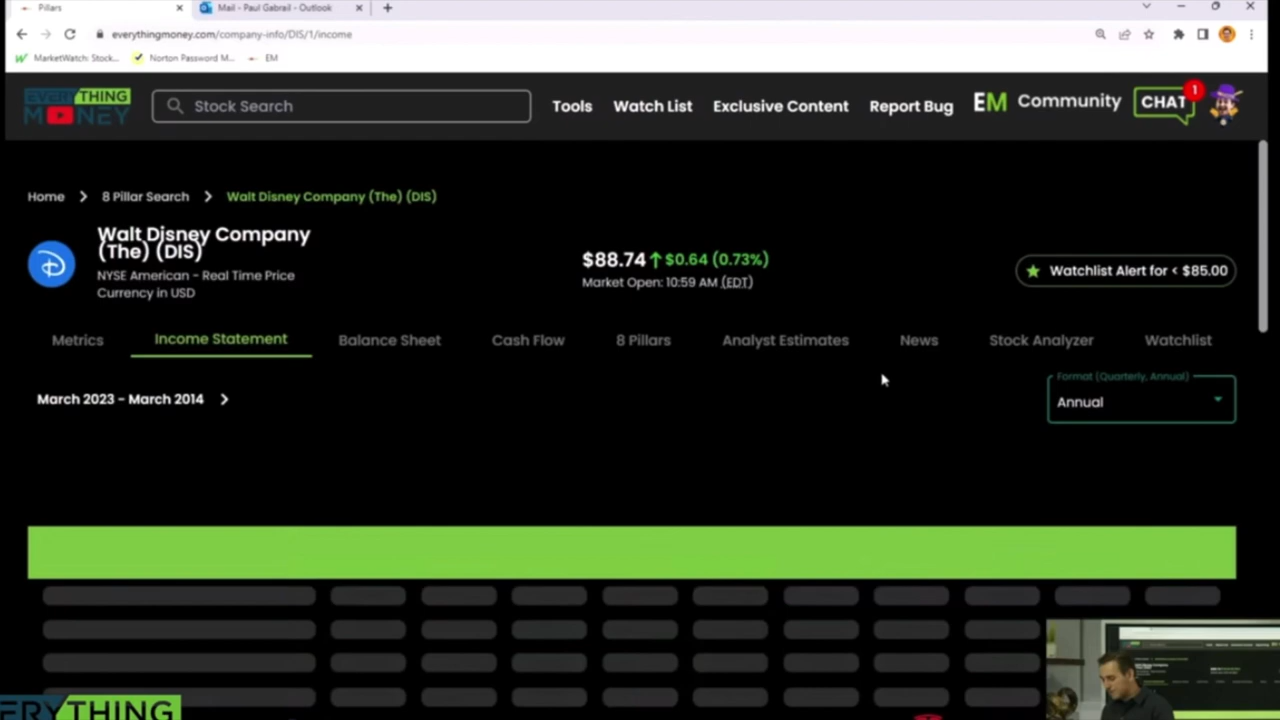 Pillars
Mail - Paul Gabrail - Outlook
everythingmoney.com/company-info/DIS/1/income
MarketWatch: Stock...
Norton Password M...
EM
EVERYTHING
MONEY
Stock Search
Tools
Watch List
Exclusive Content
Report Bug
EM Community
CHAT
1
Home > 8 Pillar Search > Walt Disney Company (The) (DIS)
Walt Disney Company
(The) (DIS)
NYSE American - Real Time Price
Currency in USD
$88.74 ↑ $0.64 (0.73%)
Market Open: 10:59 AM (EDT)
Watchlist Alert for < $85.00
Metrics
Income Statement
Balance Sheet
Cash Flow
8 Pillars
Analyst Estimates
News
Stock Analyzer
Watchlist
March 2023 - March 2014 >
Format (Quarterly, Annual)
Annual
ERYTHING